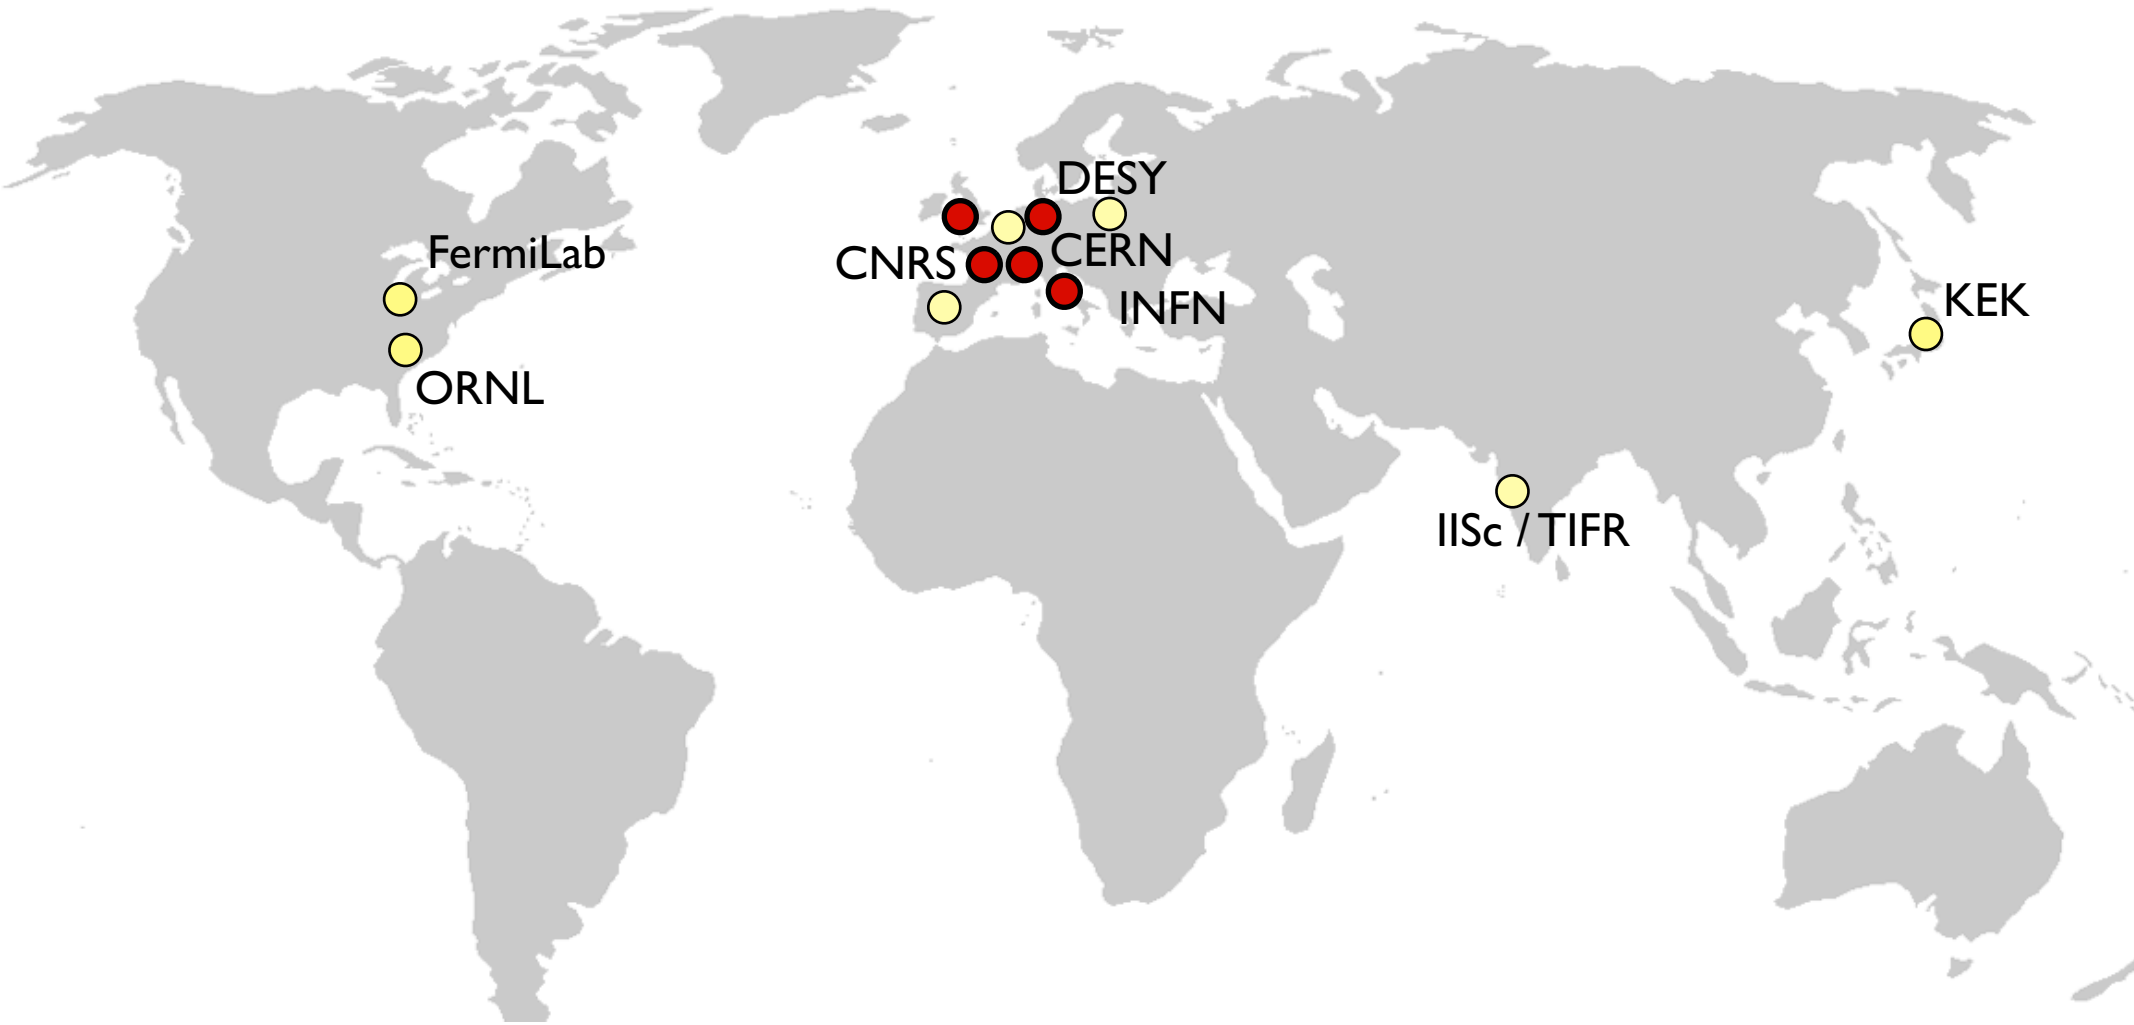 DESY
FermiLab
CNRS
CERN
INFN
KEK
ORNL
IISc / TIFR